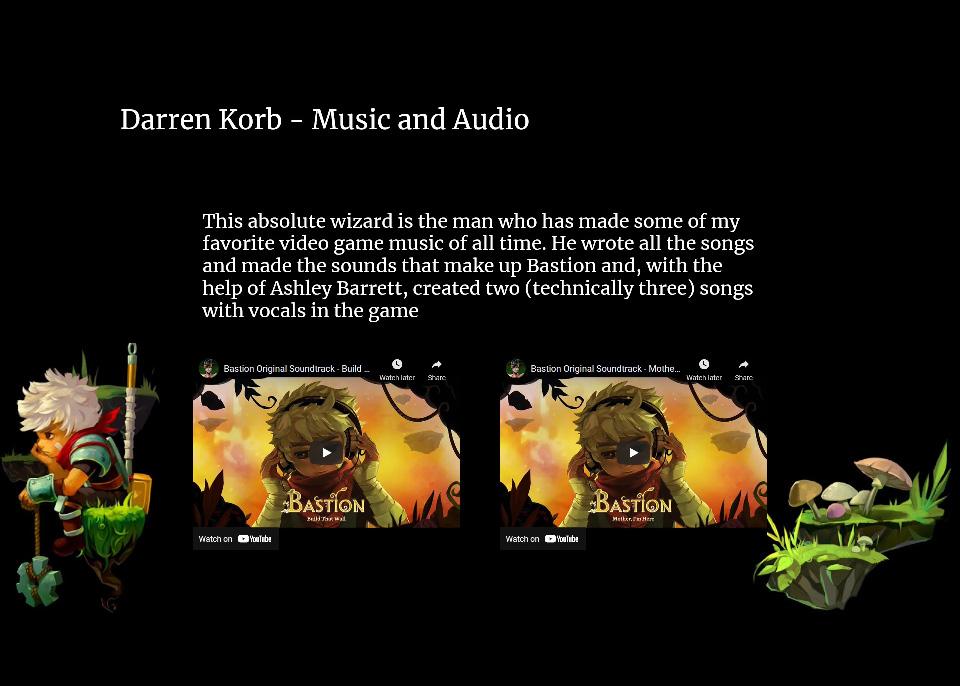 Darren Korb - Music and Audio
This absolute wizard is the man who has made some of my
favorite video game music of all time. He wrote all the songs
and made the sounds that make up Bastion and, with the
help of Ashley Barrett, created two (technically three) songs
with vocals in the game
Bastion Original Soundtrack - Build ...
Watch later
Share
BASTION
Build That Wall
Watch on YouTube
Bastion Original Soundtrack - Mothe...
Watch later
Share
BASTION
Mother, I'm Here
Watch on YouTube